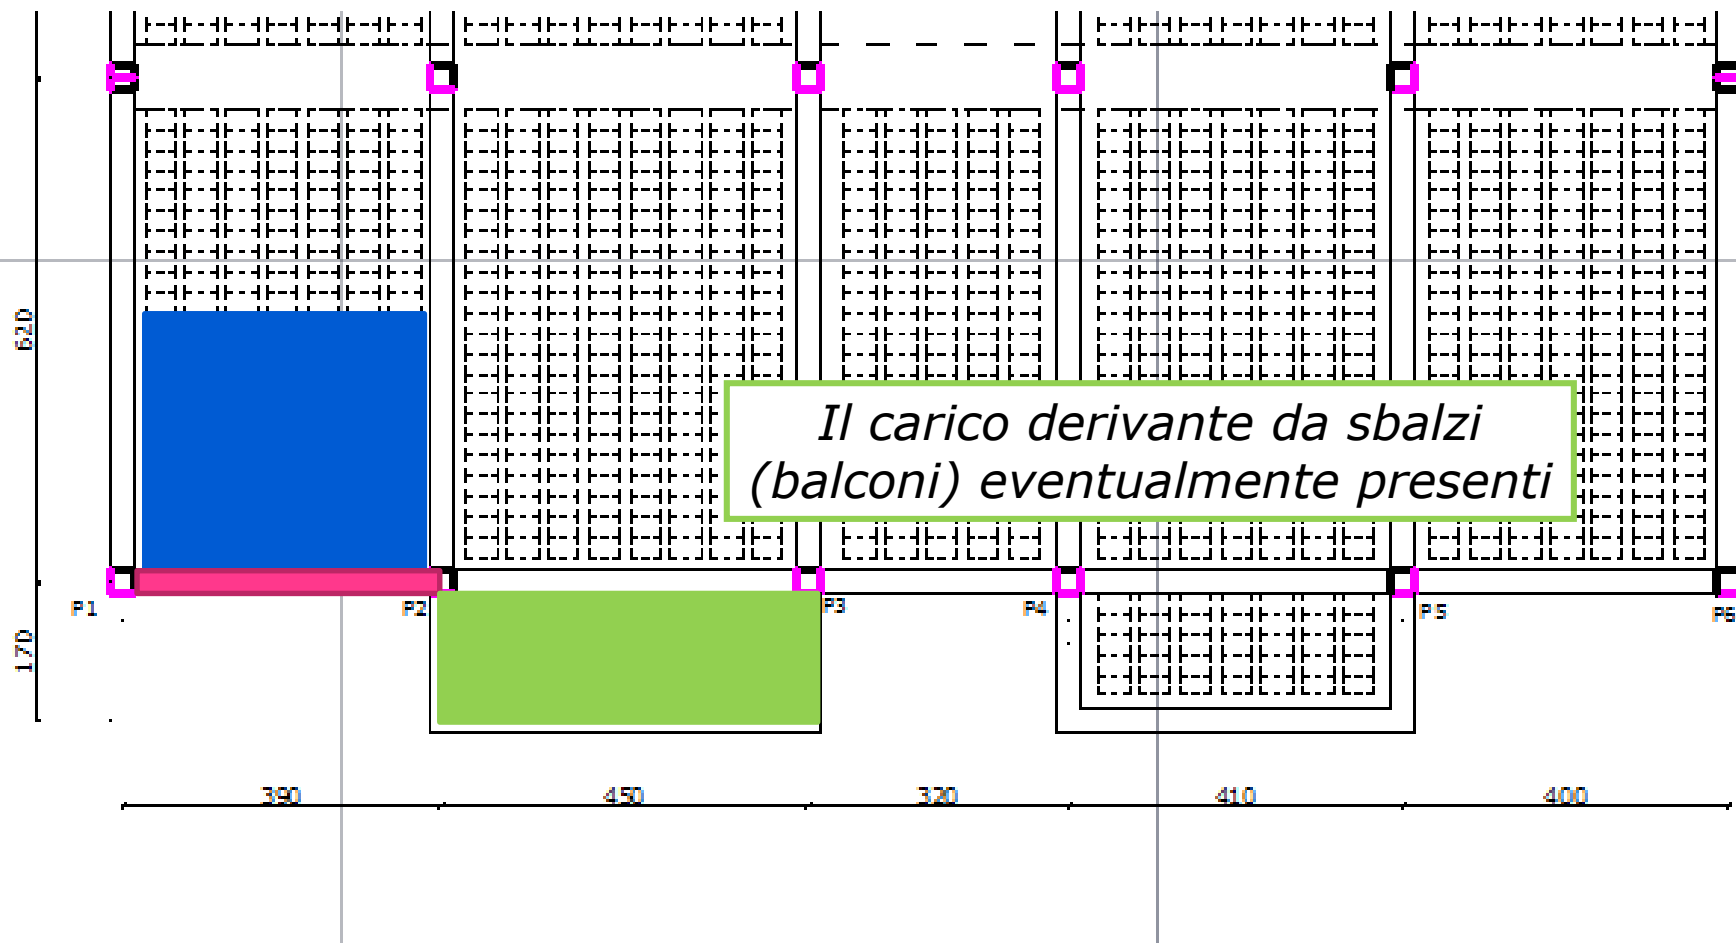 620
Il carico derivante da sbalzi
(balconi) eventualmente presenti
P1
P2
P3
P4
P5
P6
170
390
450
320
410
400